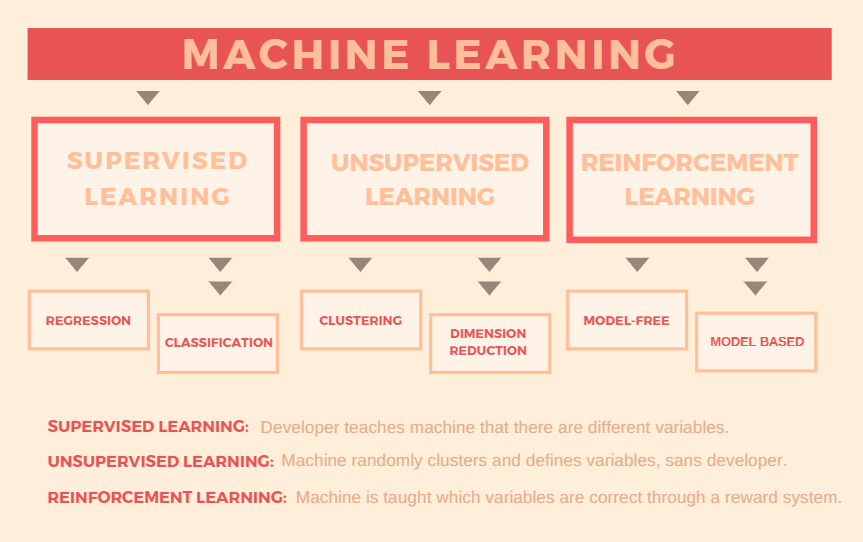 MACHINE LEARNING
SUPERVISED
LEARNING
UNSUPERVISED
LEARNING
REINFORCEMENT
LEARNING
REGRESSION
CLASSIFICATION
CLUSTERING
DIMENSION
REDUCTION
MODEL-FREE
MODEL BASED
SUPERVISED LEARNING: Developer teaches machine that there are different variables.
UNSUPERVISED LEARNING: Machine randomly clusters and defines variables, sans developer.
REINFORCEMENT LEARNING: Machine is taught which variables are correct through a reward system.